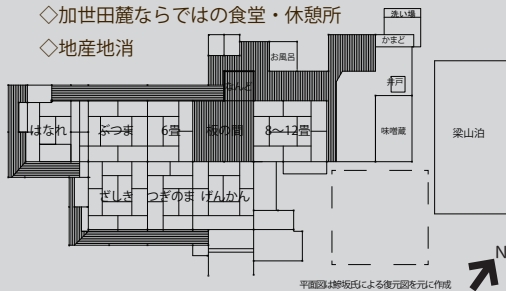 ◇加世田麓ならではの食堂・休憩所
◇地産地消
洗い場
かまど
お風呂
なんど
井戸
はなれ
ぶつま
6畳
板の間
8〜12畳
味噌蔵
梁山泊
ざしき
つぎのま
げんかん
N
平面図は鯵坂氏による復元図を元に作成